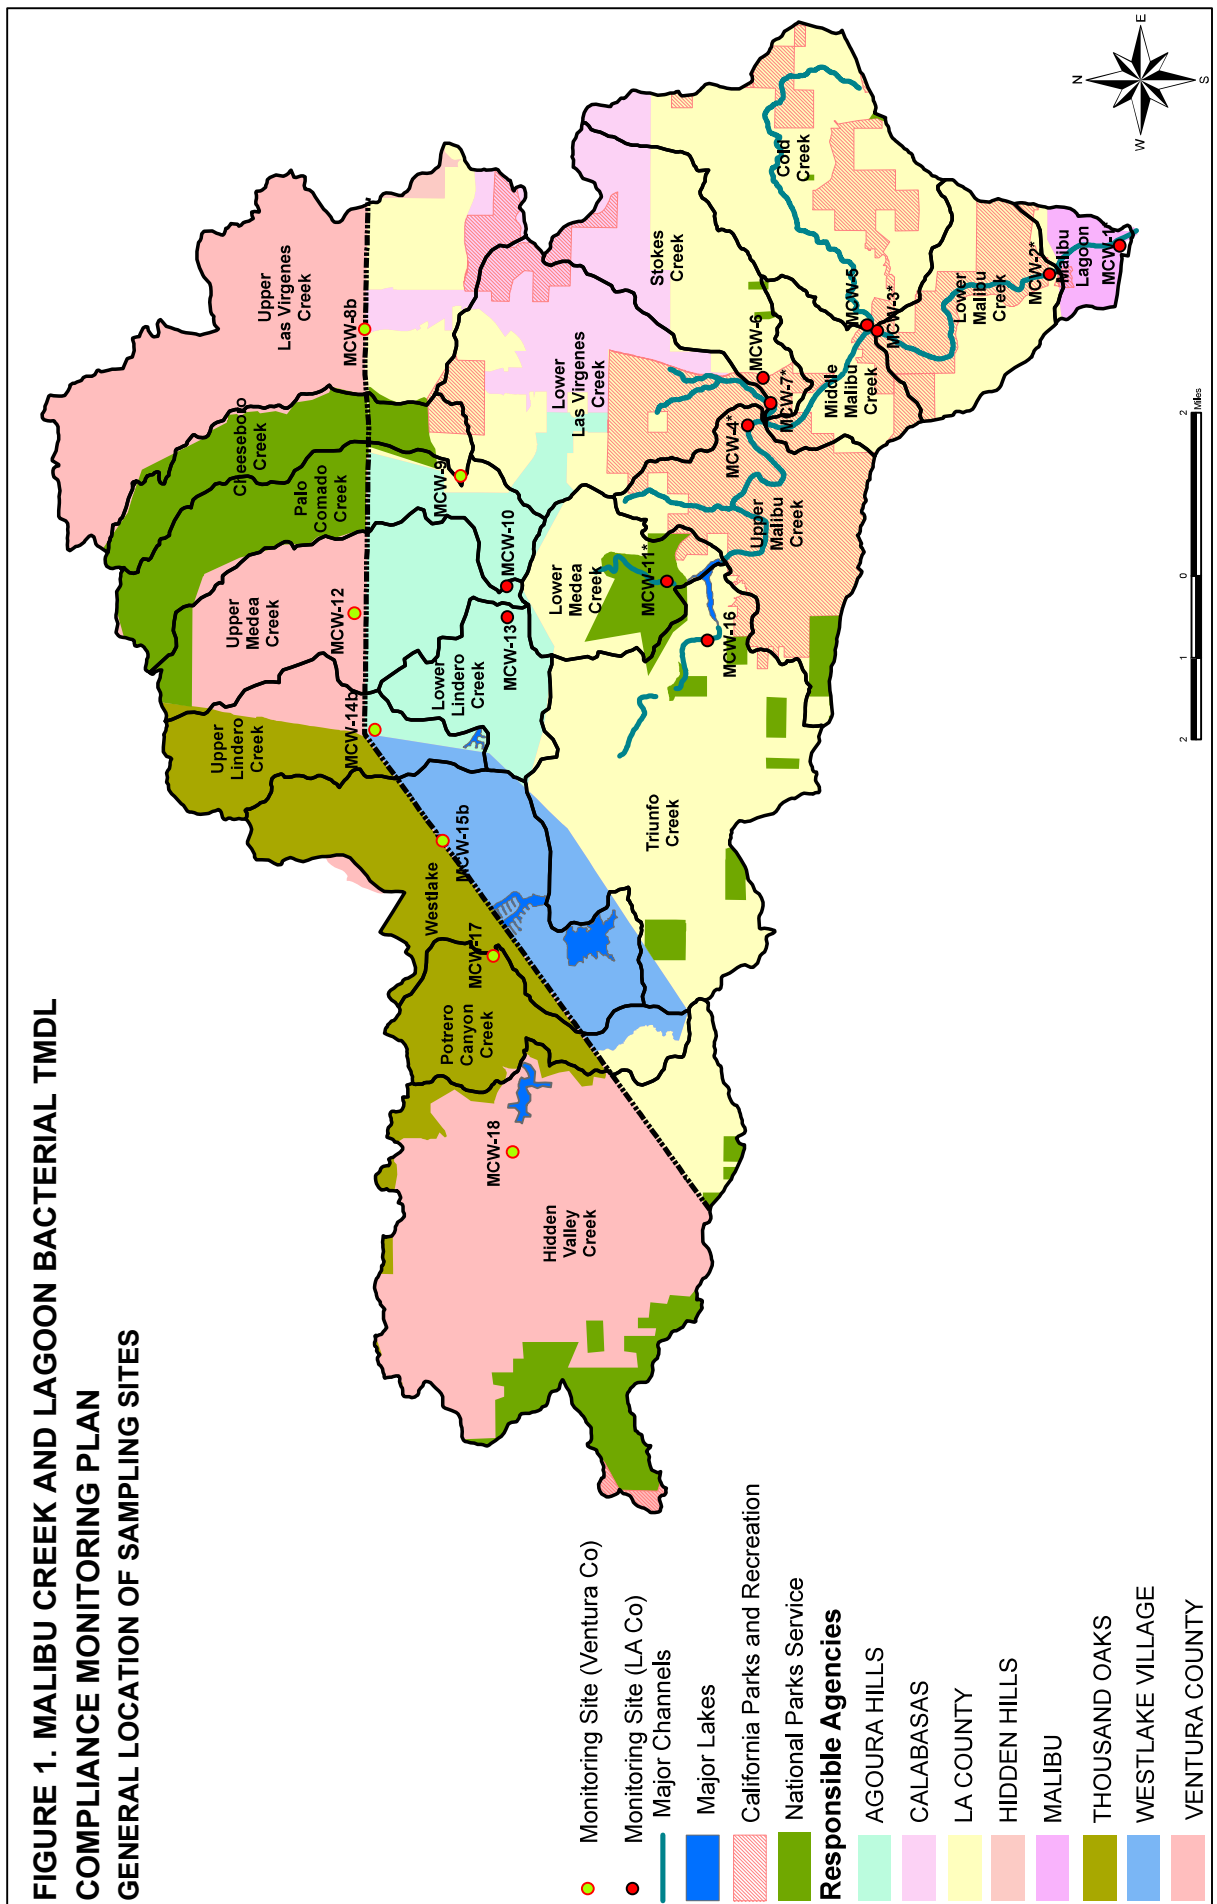 FIGURE 1. MALIBU CREEK AND LAGOON BACTERIAL TMDL
COMPLIANCE MONITORING PLAN
GENERAL LOCATION OF SAMPLING SITES
Upper
Las Virgenes
Creek
MCW-8b
Cheeseboro
Creek
Palo
Comado
Creek
Upper
Medea
Creek
MCW-12
MCW-14b
Upper
Lindero
Creek
Westlake
MCW-15b
MCW-17
Potrero
Canyon
Creek
MCW-18
Hidden
Valley
Creek
MCW-9
MCW-10
MCW-13
Lower
Lindero
Creek
Lower
Medea
Creek
MCW-11*
MCW-16
Triunfo
Creek
Lower
Las Virgenes
Creek
Stokes
Creek
Cold
Creek
MCW-6
MCW-7*
MCW-4*
Upper
Malibu
Creek
Middle
Malibu
Creek
MCW-5
MCW-3*
Lower
Malibu
Creek
MCW-2*
Malibu
Lagoon
MCW-1
N
E
S
W
2
1
0
2
Miles
Monitoring Site (Ventura Co)
Monitoring Site (LA Co)
Major Channels
Major Lakes
California Parks and Recreation
National Parks Service
Responsible Agencies
AGOURA HILLS
CALABASAS
LA COUNTY
HIDDEN HILLS
MALIBU
THOUSAND OAKS
WESTLAKE VILLAGE
VENTURA COUNTY